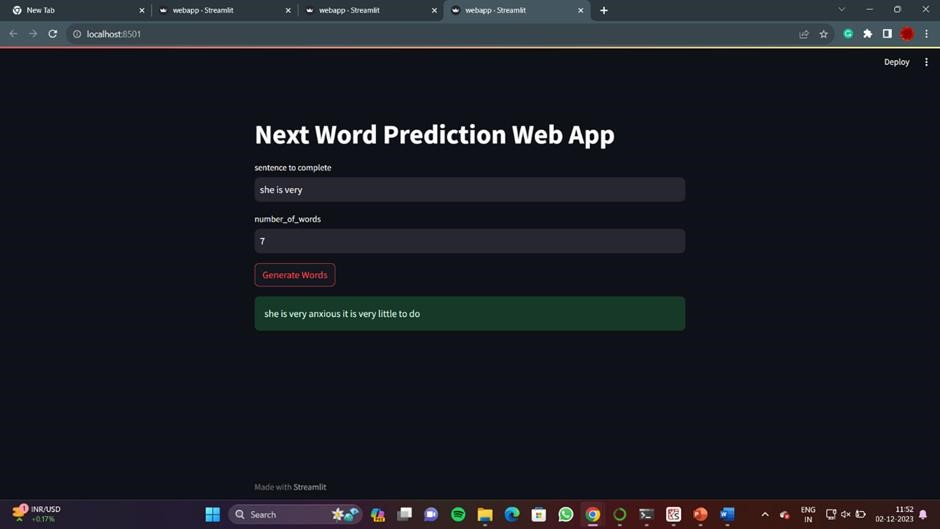 New Tab
webapp · Streamlit
webapp · Streamlit
webapp · Streamlit
localhost:8501
Deploy
Next Word Prediction Web App
sentence to complete
she is very
number_of_words
7
Generate Words
she is very anxious it is very little to do
Made with Streamlit
1
INR/USD
+0.17%
Search
ENG
IN
11:52
02-12-2023